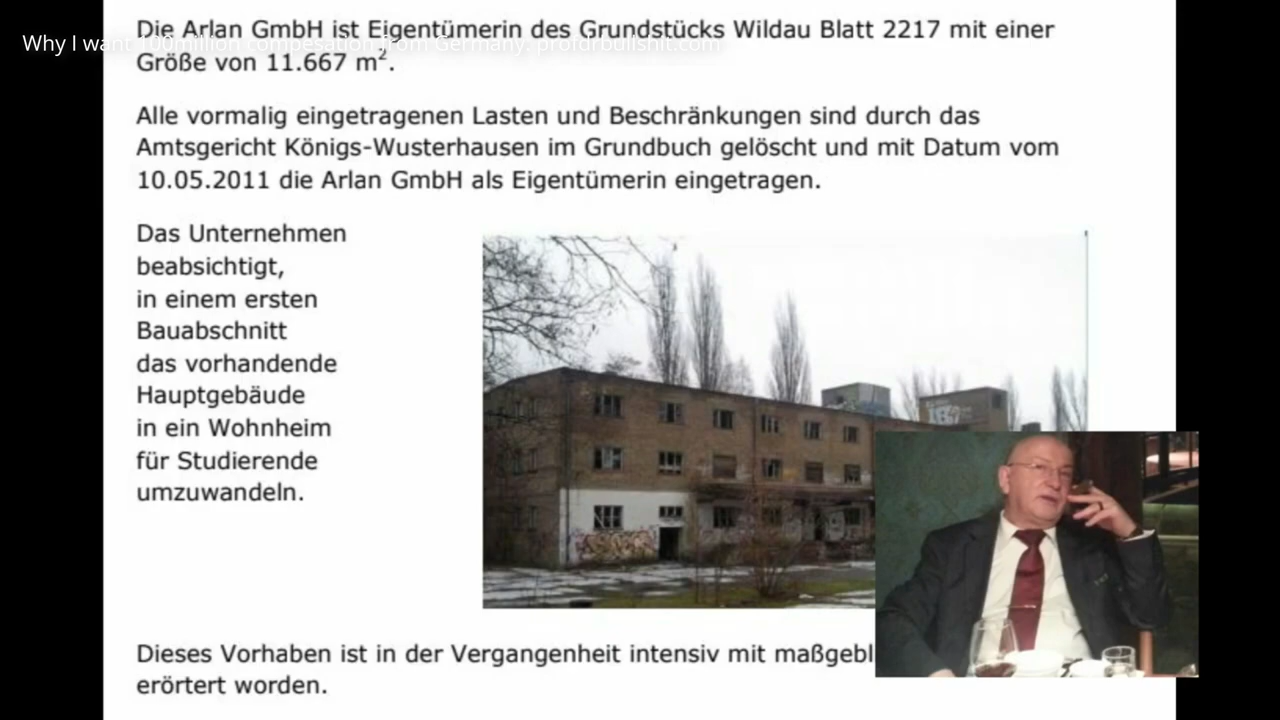 Why I want 100million compesation from Germany. profdrbullshit.com
Die Arlan GmbH ist Eigentümerin des Grundstücks Wildau Blatt 2217 mit einer
Größe von 11.667 m².
Alle vormalig eingetragenen Lasten und Beschränkungen sind durch das
Amtsgericht Königs-Wusterhausen im Grundbuch gelöscht und mit Datum vom
10.05.2011 die Arlan GmbH als Eigentümerin eingetragen.
Das Unternehmen
beabsichtigt,
in einem ersten
Bauabschnitt
das vorhandende
Hauptgebäude
in ein Wohnheim
für Studierende
umzuwandeln.
Dieses Vorhaben ist in der Vergangenheit intensiv mit maßgebl
erörtert worden.